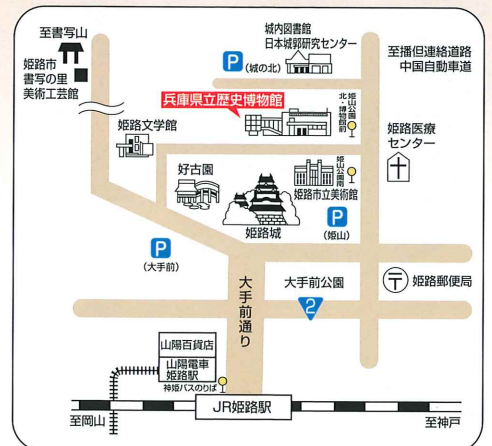 至書写山
姫路市
書写の里
美術工芸館
城内図書館
日本城郭研究センター
P
(城の北)
至播但連絡道路
中国自動車道
兵庫県立歴史博物館
姫山公園
北・博物館前
姫路文学館
姫路医療
センター
好古園
姫山公園南
姫路市立美術館
姫路城
P
(姫山)
P
(大手前)
大手前通り
大手前公園
2
〒
姫路郵便局
山陽百貨店
山陽電車
姫路駅
神姫バスのりば
JR姫路駅
至岡山
至神戸